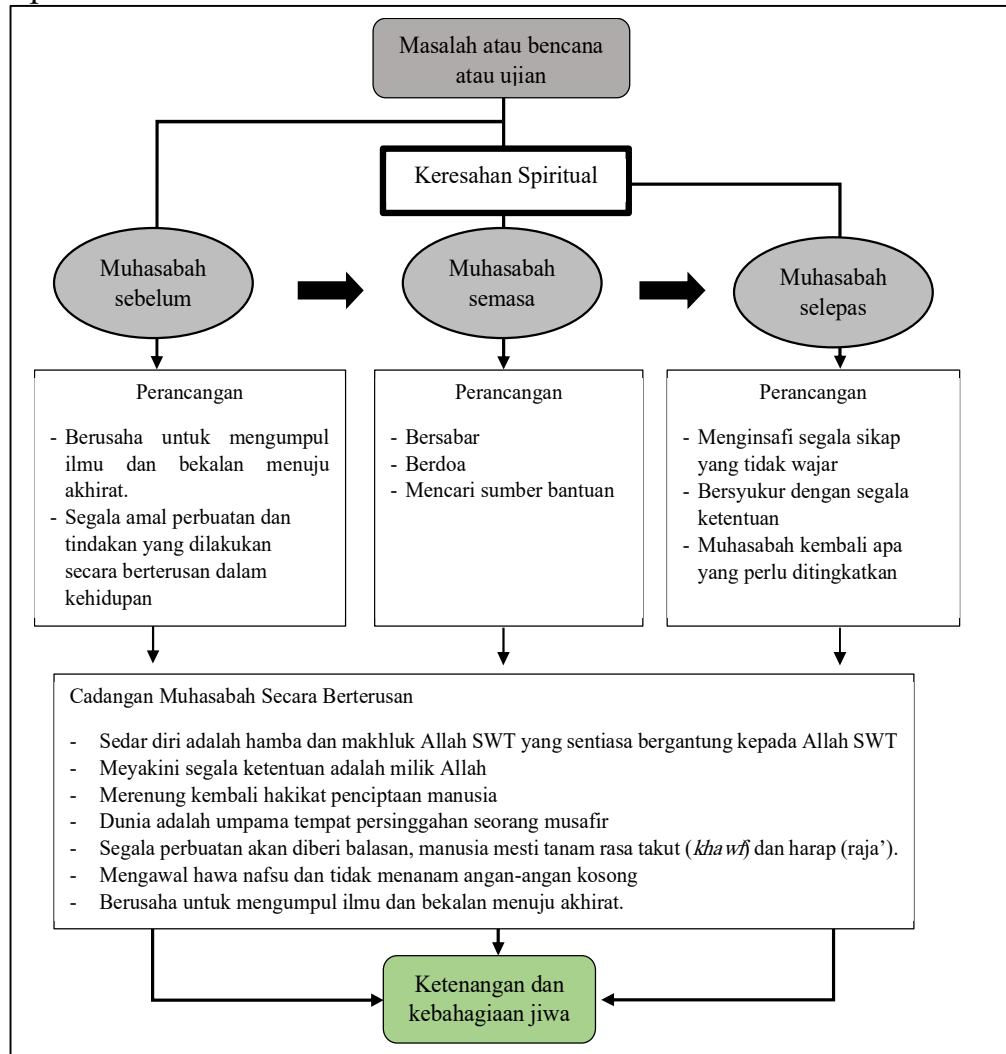 Masalah atau bencana
atau ujian
Keresahan Spiritual
Muhasabah
sebelum
Muhasabah
semasa
Muhasabah
selepas
Perancangan
- Berusaha untuk mengumpul
ilmu dan bekalan menuju
akhirat.
- Segala amal perbuatan dan
tindakan yang dilakukan
secara berterusan dalam
kehidupan
Perancangan
- Bersabar
- Berdoa
- Mencari sumber bantuan
Perancangan
- Menginsafi segala sikap
yang tidak wajar
- Bersyukur dengan segala
ketentuan
- Muhasabah kembali apa
yang perlu ditingkatkan
Cadangan Muhasabah Secara Berterusan
- Sedar diri adalah hamba dan makhluk Allah SWT yang sentiasa bergantung kepada Allah SWT
- Meyakini segala ketentuan adalah milik Allah
- Merenung kembali hakikat penciptaan manusia
- Dunia adalah umpama tempat persinggahan seorang musafir
- Segala perbuatan akan diberi balasan, manusia mesti tanam rasa takut (khawf) dan harap (raja’).
- Mengawal hawa nafsu dan tidak menanam angan-angan kosong
- Berusaha untuk mengumpul ilmu dan bekalan menuju akhirat.
Ketenangan dan
kebahagiaan jiwa